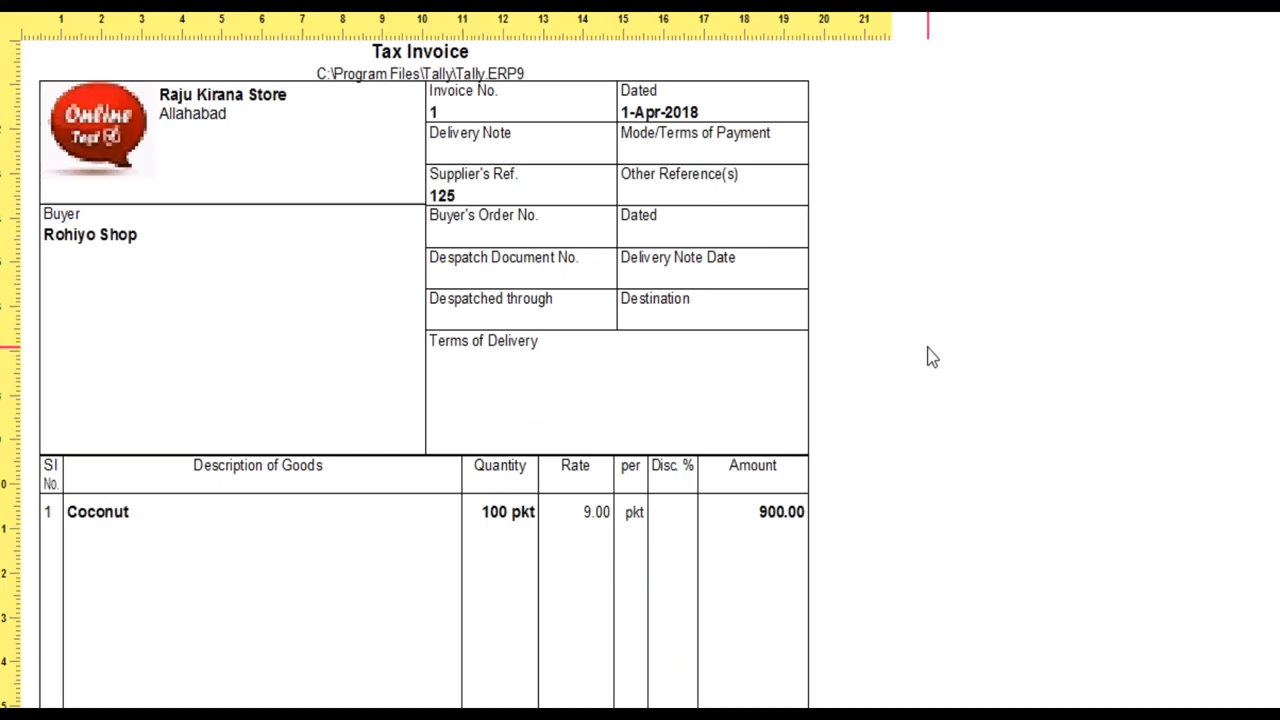 1 2 3 4 5 6 7 8 9 10 11 12 13 14 15 16 17 18 19 20 21
Tax Invoice
C:\Program Files\Tally\Tally.ERP9
Online
Raju Kirana Store
Allahabad
Invoice No.
1
Dated
1-Apr-2018
Delivery Note
Mode/Terms of Payment
Supplier's Ref.
125
Other Reference(s)
Buyer
Rohiyo Shop
Buyer's Order No.
Dated
Despatch Document No.
Delivery Note Date
Despatched through
Destination
Terms of Delivery
Sl No.
Description of Goods
Quantity
Rate
per
Disc. %
Amount
1 Coconut 100 pkt 9.00 pkt 900.00